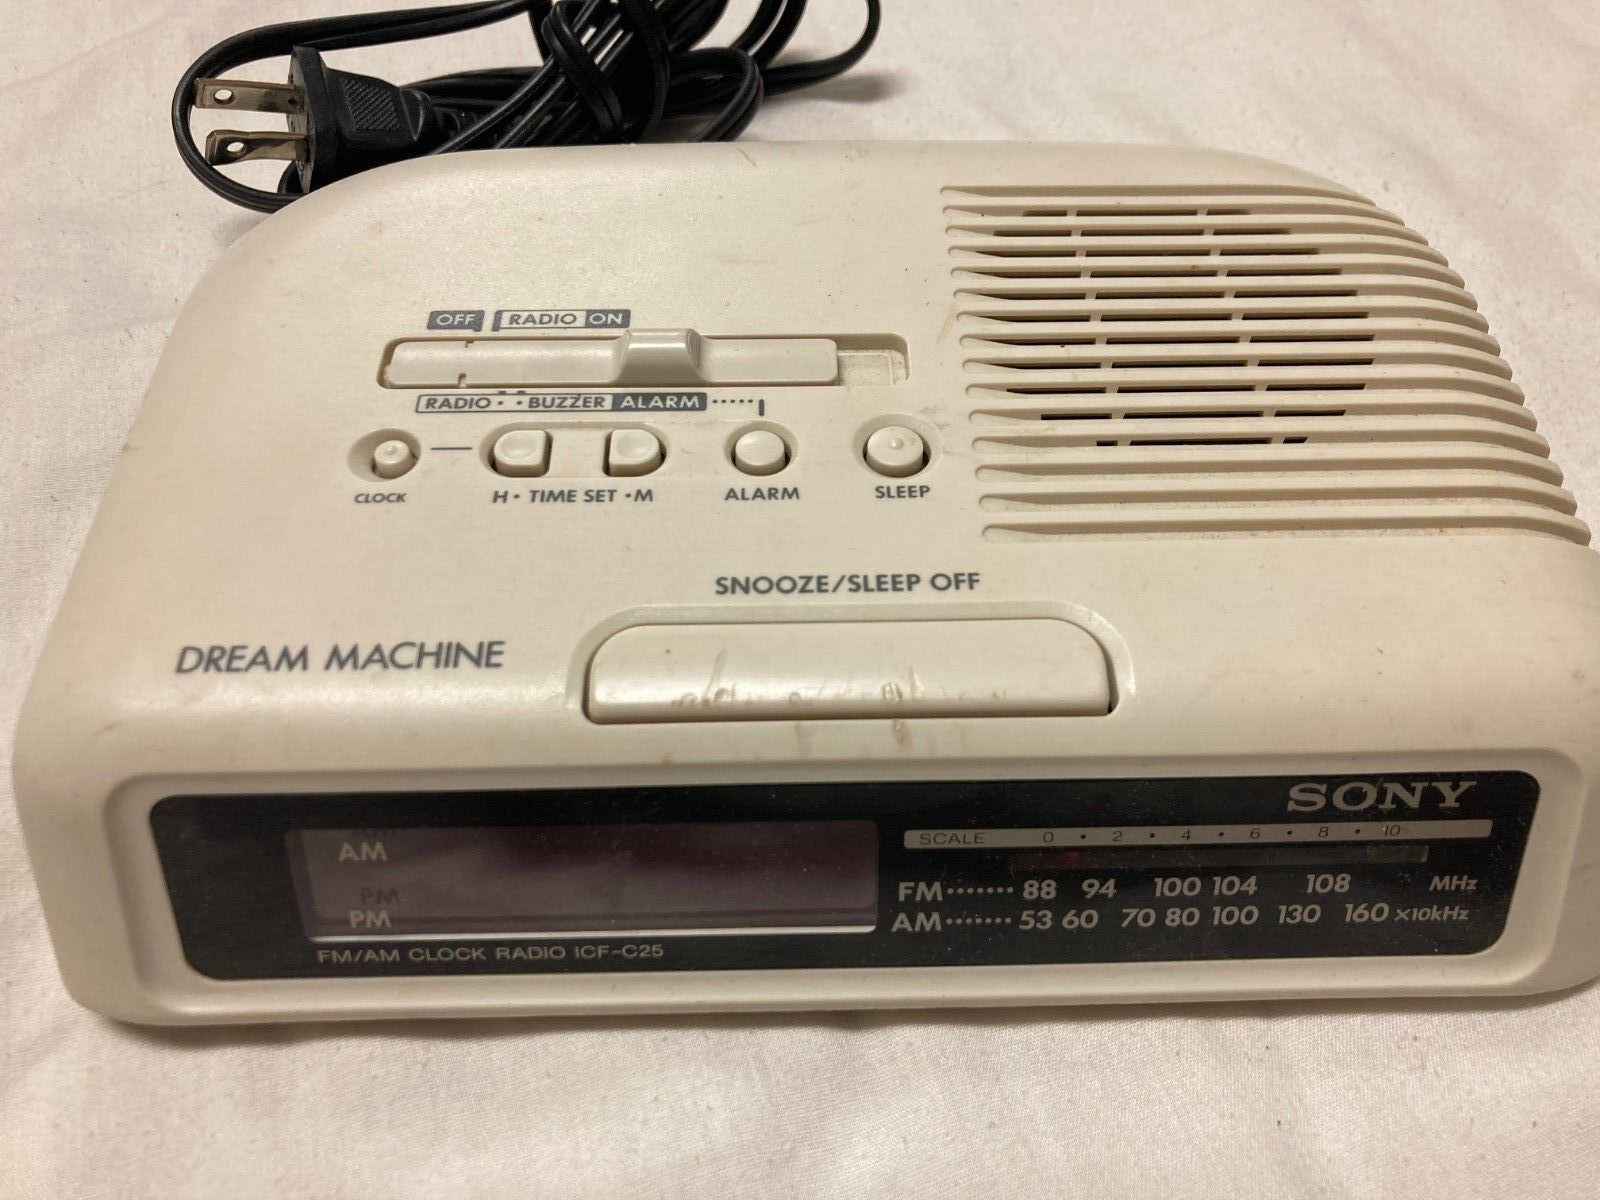 OFF RADIO ON
RADIO • • BUZZER ALARM
CLOCK H • TIME SET • M ALARM SLEEP
SNOOZE/SLEEP OFF
DREAM MACHINE
SONY
SCALE 0 • 2 • 4 • 6 • 8 • 10
AM
PM
FM 88 94 100 104 108 MHz
AM 53 60 70 80 100 130 160 ×10kHz
FM/AM CLOCK RADIO ICF-C25